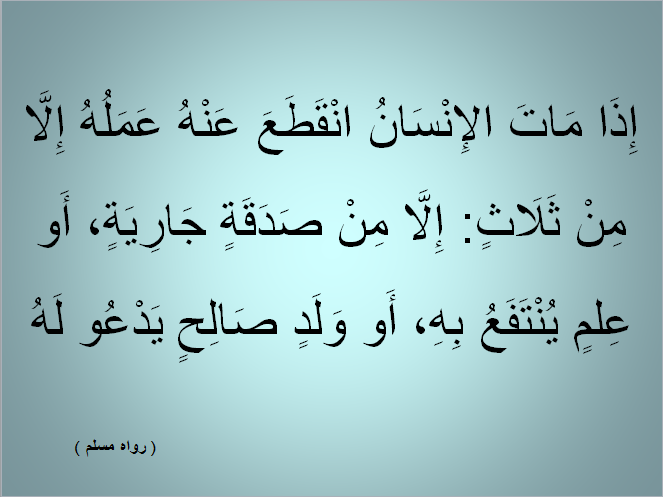 إِذَا مَاتَ الإِنْسَانُ انْقَطَعَ عَنْهُ عَمَلُهُ إِلَّا
مِنْ ثَلَاثٍ: إِلَّا مِنْ صَدَقَةٍ جَارِيَةٍ، أَو
عِلمٍ يُنْتَفَعُ بِهِ، أَو وَلَدٍ صَالِحٍ يَدْعُو لَهُ
( رواه مسلم )